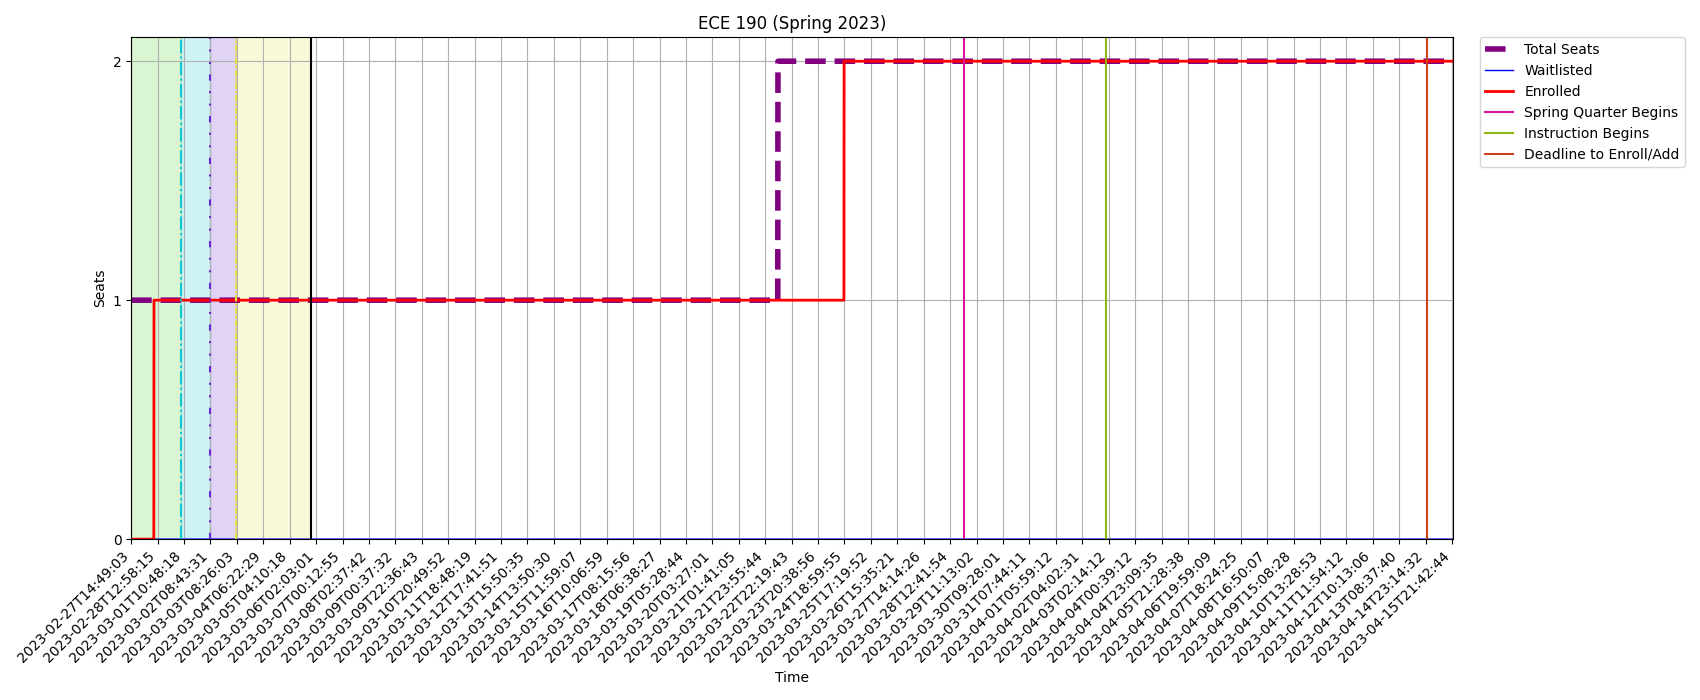 ECE 190 (Spring 2023)
Total Seats
Waitlisted
Enrolled
Spring Quarter Begins
Instruction Begins
Deadline to Enroll/Add
Seats
2
1
0
2023-02-27T14:49:03
2023-02-28T12:58:15
2023-03-01T10:48:18
2023-03-02T08:43:31
2023-03-03T08:26:03
2023-03-04T06:22:29
2023-03-05T04:10:18
2023-03-06T02:03:01
2023-03-07T00:12:55
2023-03-08T02:37:42
2023-03-09T00:37:32
2023-03-09T22:36:43
2023-03-10T20:49:52
2023-03-11T18:48:19
2023-03-12T17:41:51
2023-03-13T15:50:35
2023-03-14T13:50:30
2023-03-15T11:59:07
2023-03-16T10:06:59
2023-03-17T08:15:56
2023-03-18T06:38:27
2023-03-19T05:28:44
2023-03-20T03:27:01
2023-03-21T01:41:05
2023-03-21T23:55:44
2023-03-22T22:19:43
2023-03-23T20:38:56
2023-03-24T18:59:55
2023-03-25T17:19:52
2023-03-26T15:35:21
2023-03-27T14:14:26
2023-03-28T12:41:54
2023-03-29T11:13:02
2023-03-30T09:28:01
2023-03-31T07:44:11
2023-04-01T05:59:12
2023-04-02T04:02:31
2023-04-03T02:14:12
2023-04-04T00:39:12
2023-04-04T23:09:35
2023-04-05T21:28:38
2023-04-06T19:59:09
2023-04-07T18:24:25
2023-04-08T16:50:07
2023-04-09T15:08:28
2023-04-10T13:28:53
2023-04-11T11:54:12
2023-04-12T10:13:06
2023-04-13T08:37:40
2023-04-14T23:14:32
2023-04-15T21:42:44
Time